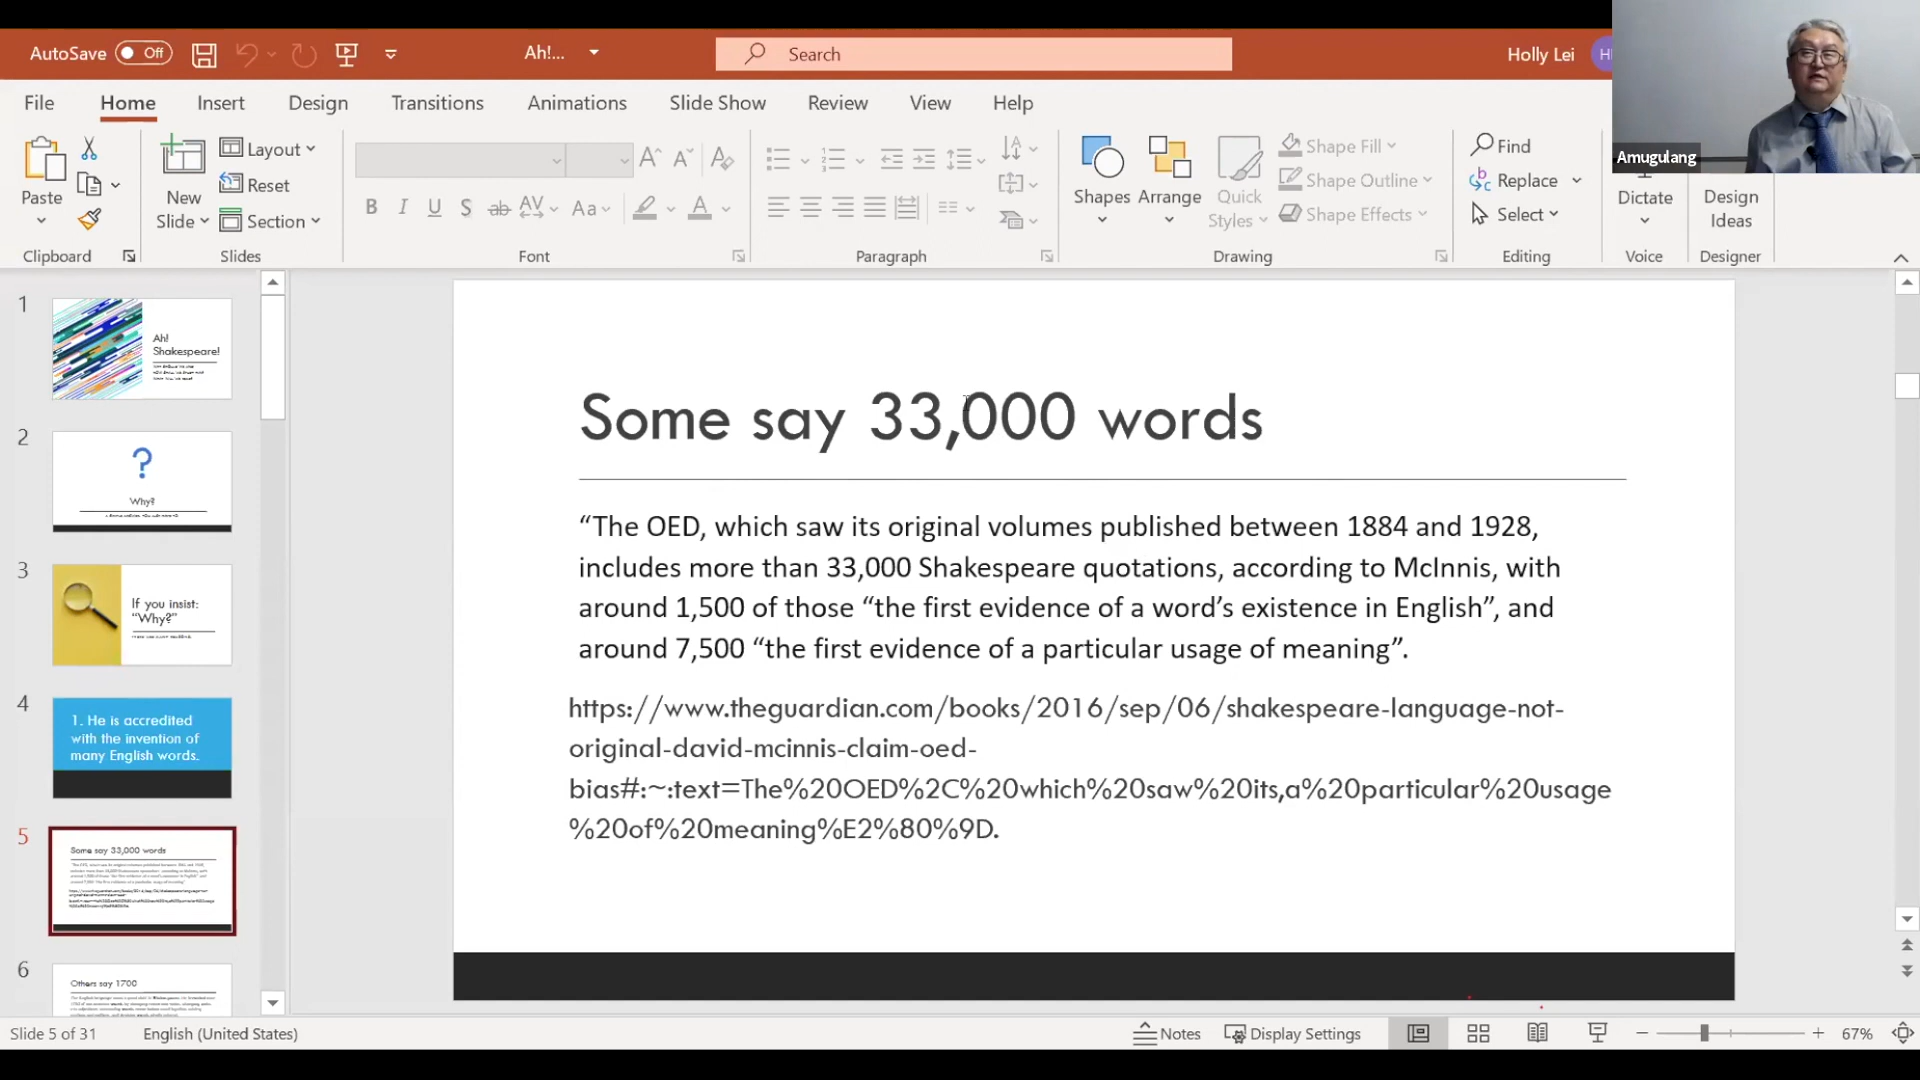 AutoSave Off Ah!... Search Holly Lei
File Home Insert Design Transitions Animations Slide Show Review View Help
Amugulang
Paste New Slide Layout Reset Section
B I U S ab AV Aa A
Shapes Arrange Quick Styles Shape Fill Shape Outline Shape Effects
Find Replace Select Dictate Design Ideas
Clipboard Slides Font Paragraph Drawing Editing Voice Designer
1
Ah!
Shakespeare!
2
?
Why?
3
If you insist:
“Why?”
4
1. He is accredited
with the invention of
many English words.
5
Some say 33,000 words
6
Others say 1700
Some say 33,000 words
“The OED, which saw its original volumes published between 1884 and 1928,
includes more than 33,000 Shakespeare quotations, according to McInnis, with
around 1,500 of those “the first evidence of a word’s existence in English”, and
around 7,500 “the first evidence of a particular usage of meaning”.
https://www.theguardian.com/books/2016/sep/06/shakespeare-language-not-
original-david-mcinnis-claim-oed-
bias#:~:text=The%20OED%2C%20which%20saw%20its,a%20particular%20usage
%20of%20meaning%E2%80%9D.
Slide 5 of 31 English (United States) Notes Display Settings 67%